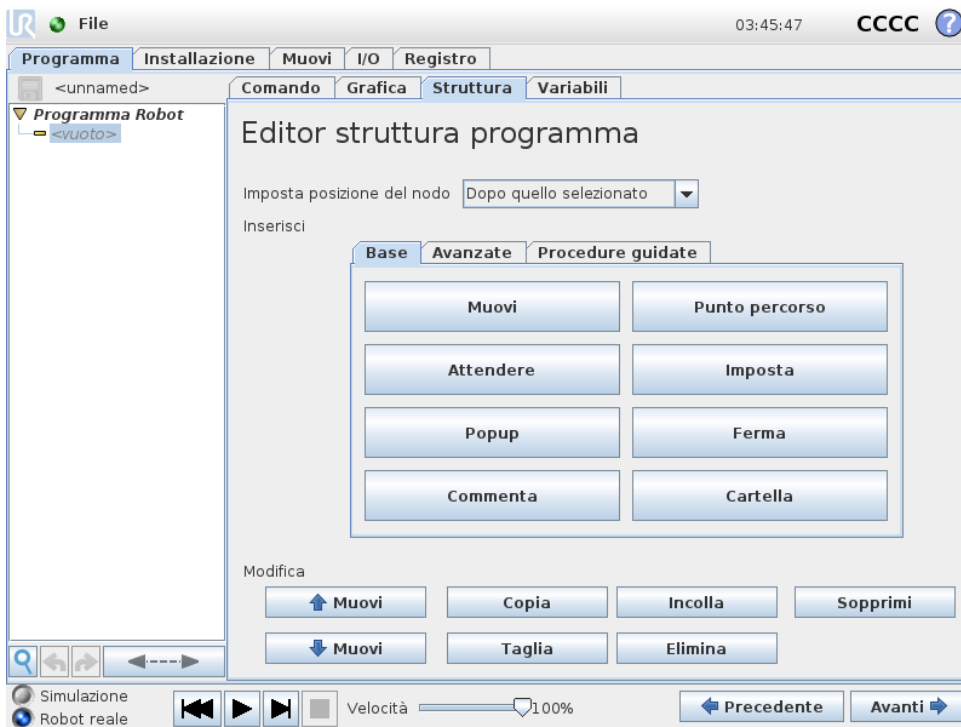 UR File 03:45:47 CCCC ?
Programma Installazione Muovi I/O Registro
<unnamed> Comando Grafica Struttura Variabili
Programma Robot
<vuoto>
Editor struttura programma
Imposta posizione del nodo Dopo quello selezionato
Inserisci
Base Avanzate Procedure guidate
Muovi Punto percorso
Attendere Imposta
Popup Ferma
Commenta Cartella
Modifica
Muovi Copia Incolla Sopprimi
Muovi Taglia Elimina
Simulazione
Robot reale
Velocità 100% Precedente Avanti